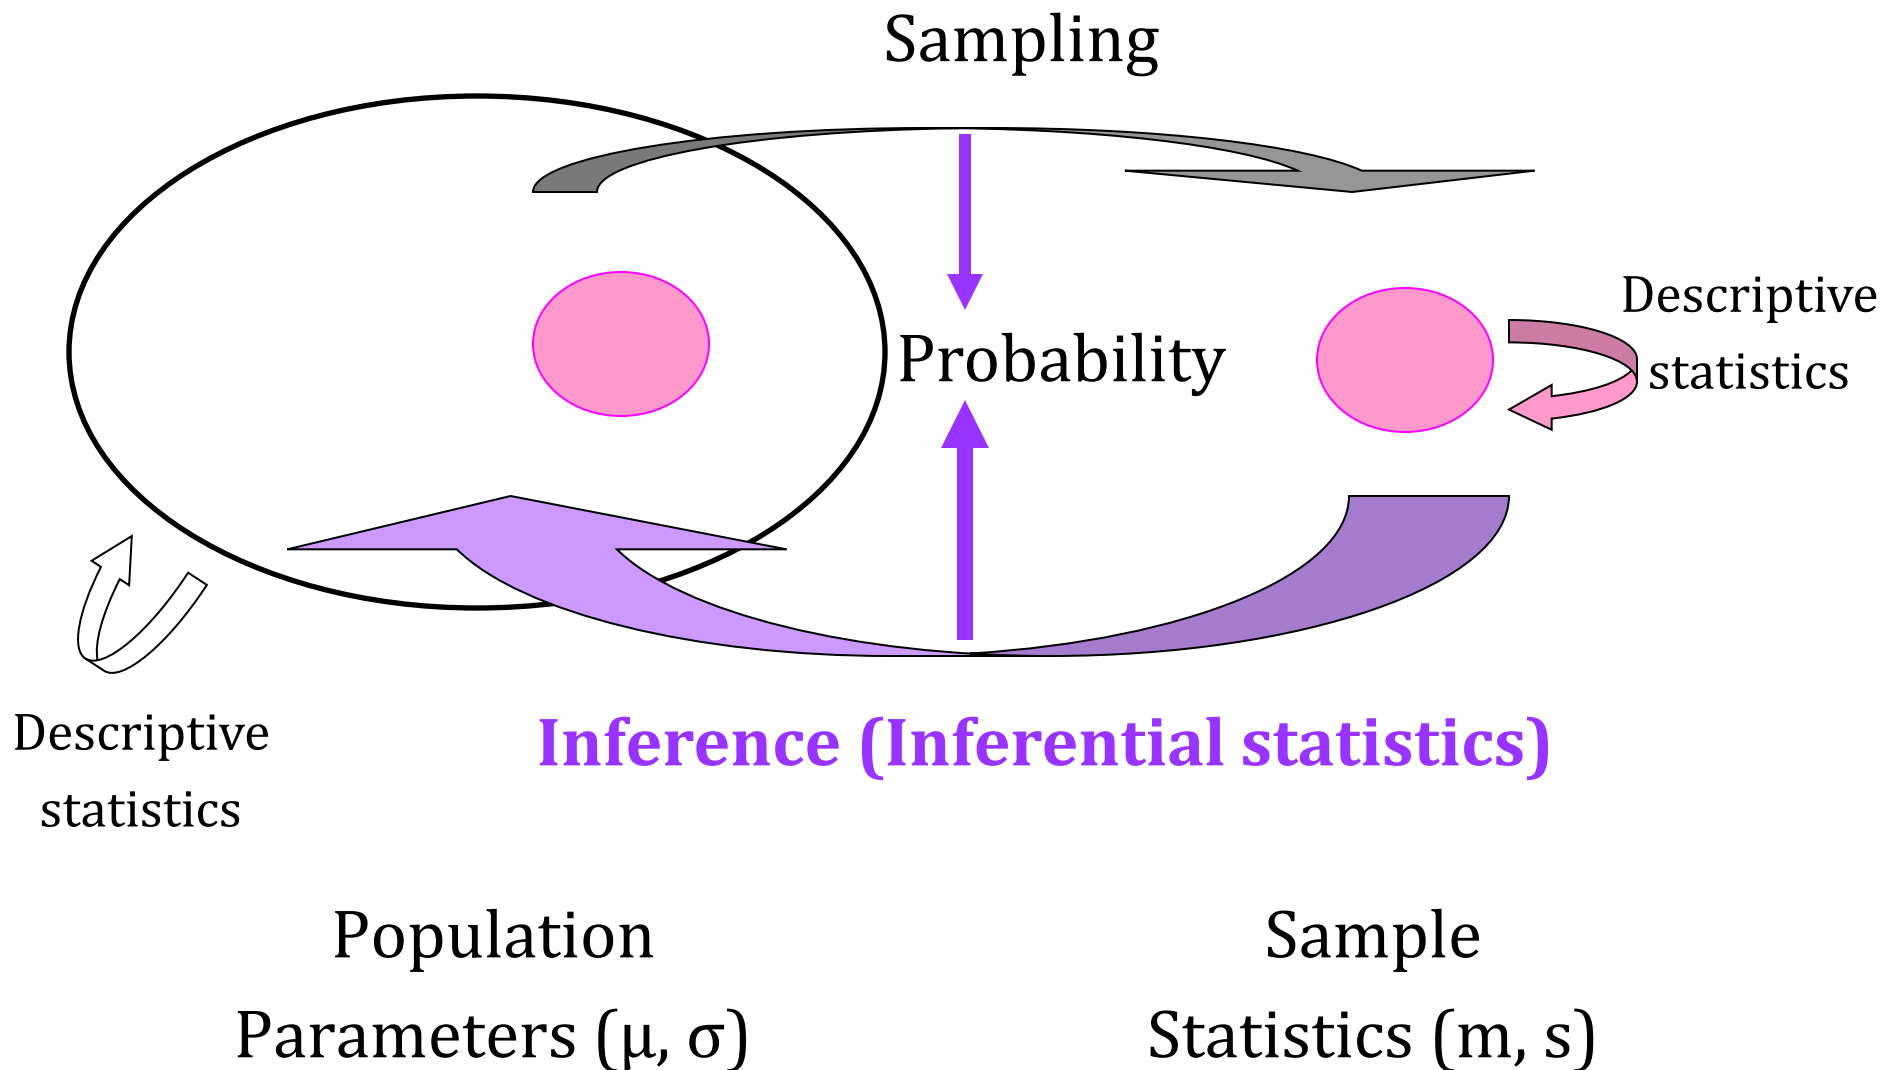 Sampling
Descriptive
statistics
Probability
Descriptive
statistics
Inference (Inferential statistics)
Population
Parameters (μ, σ)
Sample
Statistics (m, s)